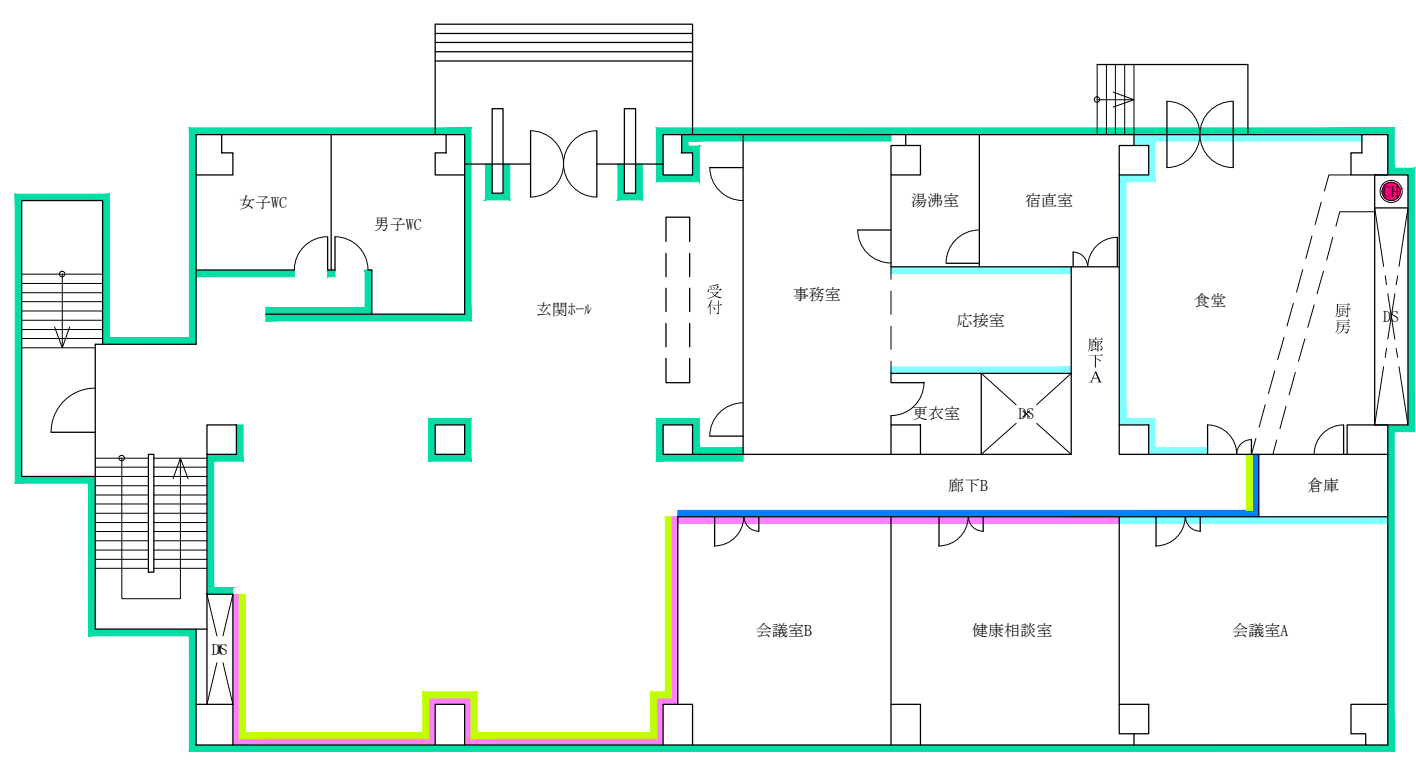 CH
女子WC
湯沸室
宿直室
男子WC
受付
事務室
食堂
玄関ホール
応接室
厨房
DS
廊下A
更衣室
DS
廊下B
倉庫
会議室B
健康相談室
会議室A
DS